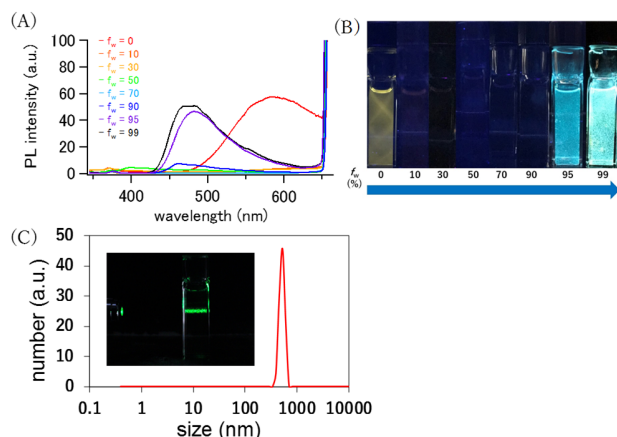 (A)
PL intensity (a.u.)
100
80
60
40
20
0
f_w = 0
f_w = 10
f_w = 30
f_w = 50
f_w = 70
f_w = 90
f_w = 95
f_w = 99
400
500
600
wavelength (nm)
(B)
f_w (%)
0 10 30 50 70 90 95 99
(C)
number (a.u.)
50
40
30
20
10
0
0.1 1 10 100 1000 10000
size (nm)